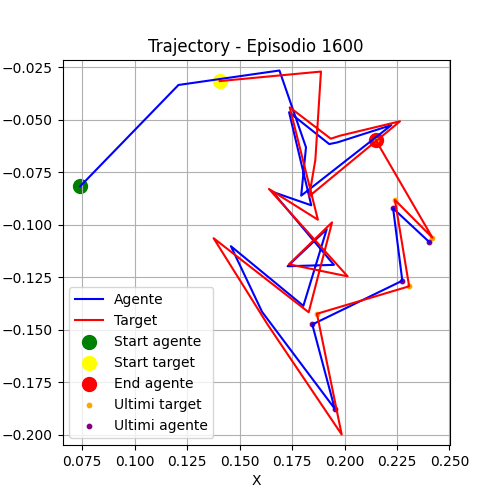 Trajectory - Episodio 1600
−0.025
−0.050
−0.075
−0.100
−0.125
−0.150
−0.175
−0.200
Agente
Target
Start agente
Start target
End agente
Ultimi target
Ultimi agente
0.075 0.100 0.125 0.150 0.175 0.200 0.225 0.250
X